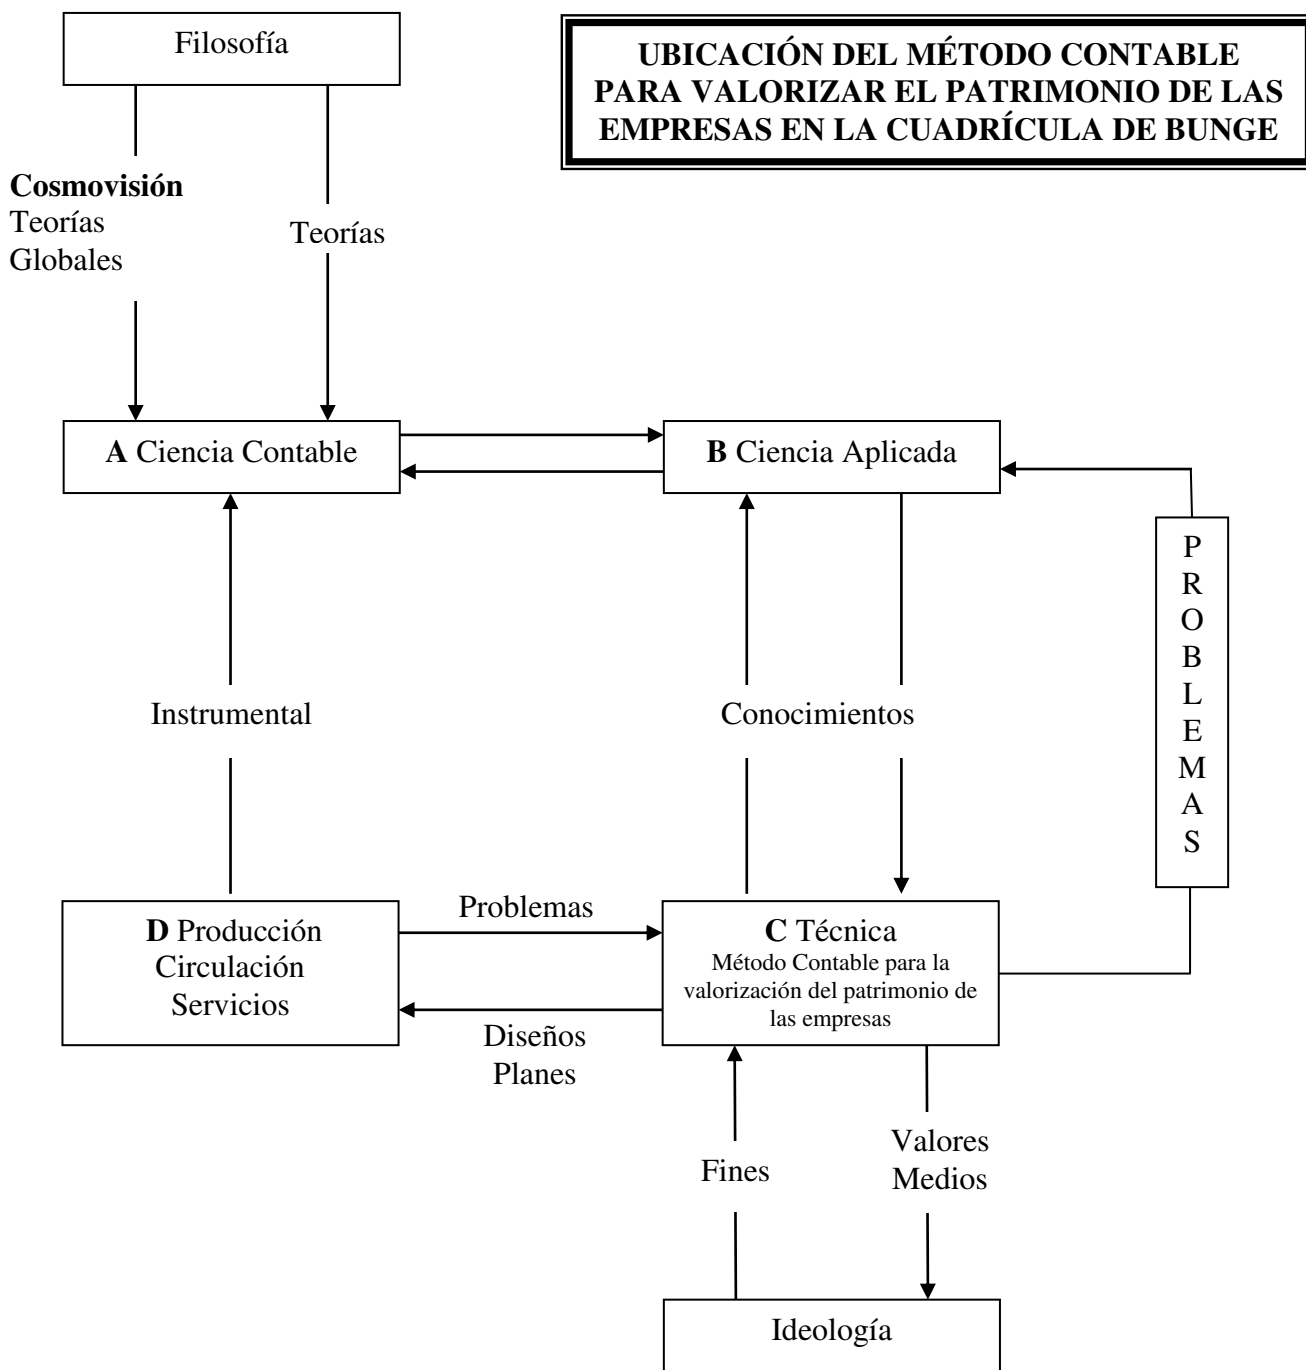 Filosofía
UBICACIÓN DEL MÉTODO CONTABLE
PARA VALORIZAR EL PATRIMONIO DE LAS
EMPRESAS EN LA CUADRÍCULA DE BUNGE
Cosmovisión
Teorías
Globales
Teorías
A Ciencia Contable
B Ciencia Aplicada
P
R
O
B
L
E
M
A
S
Instrumental
Conocimientos
D Producción
Circulación
Servicios
Problemas
Diseños
Planes
C Técnica
Método Contable para la
valorización del patrimonio de
las empresas
Fines
Valores
Medios
Ideología